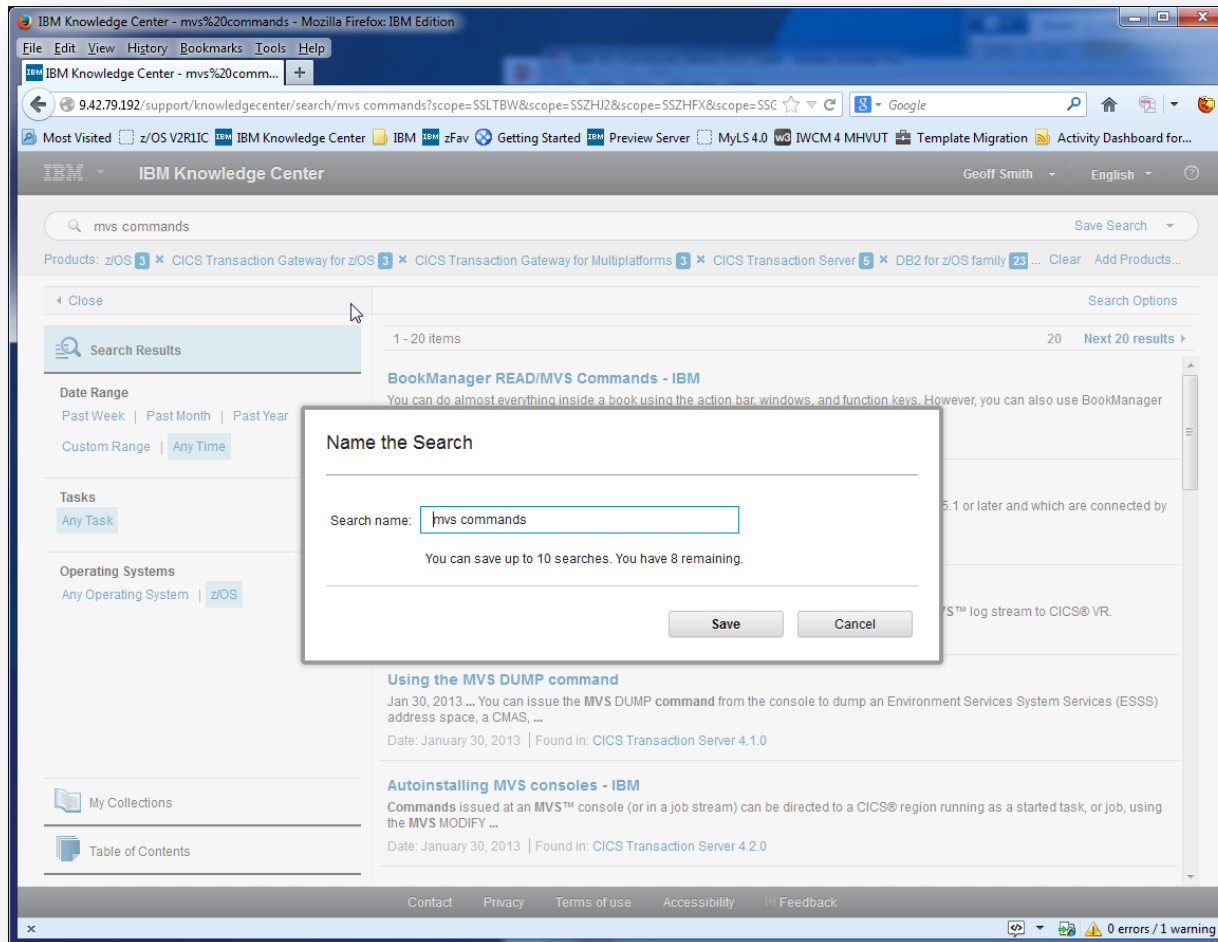 IBM Knowledge Center - mvs%20commands - Mozilla Firefox: IBM Edition
File Edit View History Bookmarks Tools Help
IBM IBM Knowledge Center - mvs%20comm... +
9.42.79.192/support/knowledgecenter/search/mvs commands?scope=SSLTBW&scope=SSZHJ2&scope=SSZHFX&scope=SSG 8 Google
Most Visited z/OS V2R1IC IBM IBM Knowledge Center IBM IBM zFav Getting Started IBM Preview Server MyLS 4.0 w3 IWCM 4 MHVUT Template Migration Activity Dashboard for...
IBM IBM Knowledge Center Geoff Smith English ?
mvs commands Save Search
Products: z/OS 3 × CICS Transaction Gateway for z/OS 3 × CICS Transaction Gateway for Multiplatforms 3 × CICS Transaction Server 5 × DB2 for z/OS family 23 ... Clear Add Products...
Close Search Options
Search Results
1 - 20 items 20 Next 20 results
Date Range
Past Week | Past Month | Past Year
Custom Range | Any Time
Tasks
Any Task
Operating Systems
Any Operating System | z/OS
My Collections
Table of Contents
BookManager READ/MVS Commands - IBM
You can do almost everything inside a book using the action bar, windows, and function keys. However, you can also use BookManager
5.1 or later and which are connected by
VS™ log stream to CICS® VR.
Name the Search
Search name: mvs commands
You can save up to 10 searches. You have 8 remaining.
Save Cancel
Using the MVS DUMP command
Jan 30, 2013 ... You can issue the MVS DUMP command from the console to dump an Environment Services System Services (ESSS)
address space, a CMAS, ...
Date: January 30, 2013 | Found in: CICS Transaction Server 4.1.0
Autoinstalling MVS consoles - IBM
Commands issued at an MVS™ console (or in a job stream) can be directed to a CICS® region running as a started task, or job, using
the MVS MODIFY ...
Date: January 30, 2013 | Found in: CICS Transaction Server 4.2.0
Contact Privacy Terms of use Accessibility [+] Feedback
× 0 errors / 1 warning